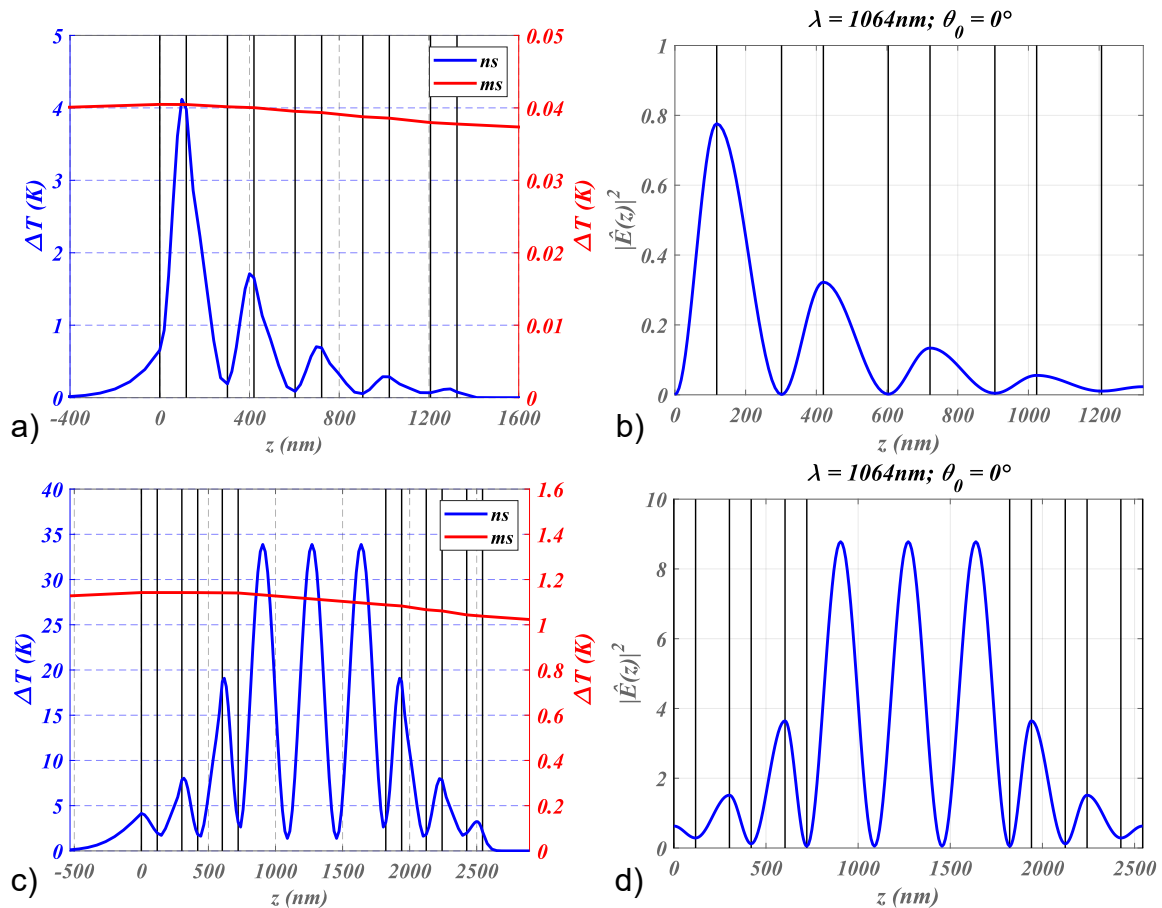 5
4
3
2
1
0
ΔT (K)
-400 0 400 800 1200 1600
z (nm)
0.05
0.04
0.03
0.02
0.01
0
ΔT (K)
ns
ms
a)
λ = 1064nm; θ0 = 0°
1
0.8
0.6
0.4
0.2
0
|Ê(z)|2
0 200 400 600 800 1000 1200
z (nm)
b)
40
35
30
25
20
15
10
5
0
ΔT (K)
-500 0 500 1000 1500 2000 2500
z (nm)
1.6
1.4
1.2
1
0.8
0.6
0.4
0.2
0
ΔT (K)
ns
ms
c)
λ = 1064nm; θ0 = 0°
10
8
6
4
2
0
|Ê(z)|2
0 500 1000 1500 2000 2500
z (nm)
d)